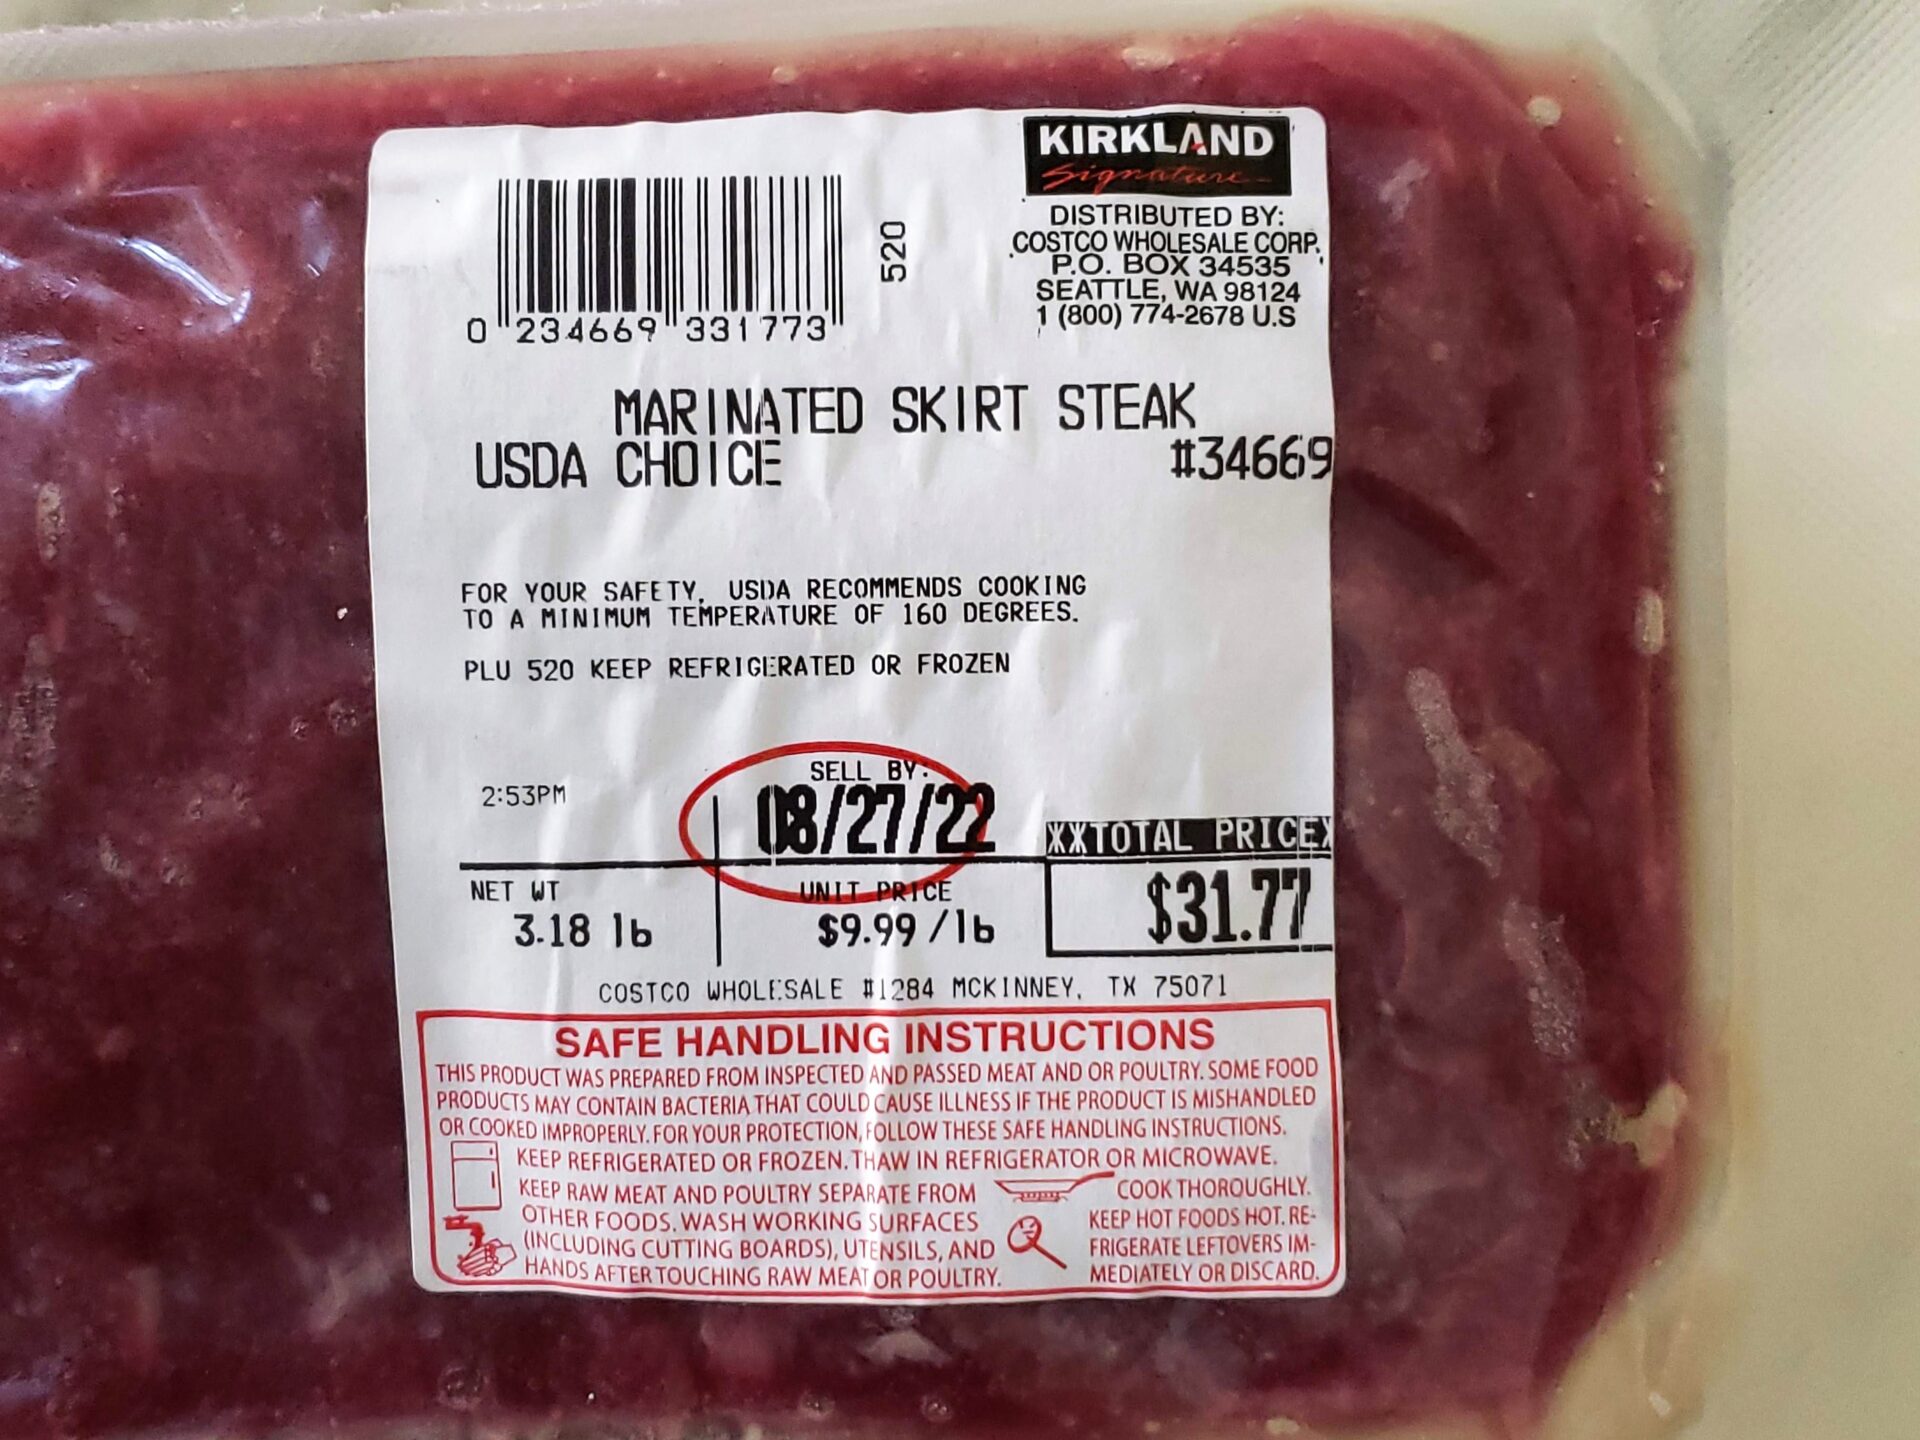 KIRKLAND
Signature
DISTRIBUTED BY:
COSTCO WHOLESALE CORP.
P.O. BOX 34535
SEATTLE, WA 98124
1 (800) 774-2678 U.S
520
0 234669 331773
MARINATED SKIRT STEAK
USDA CHOICE #34669
FOR YOUR SAFETY, USDA RECOMMENDS COOKING
TO A MINIMUM TEMPERATURE OF 160 DEGREES.
PLU 520 KEEP REFRIGERATED OR FROZEN
2:53PM
SELL BY:
08/27/22
XXTOTAL PRICEX
NET WT
3.18 lb
UNIT PRICE
$9.99 /lb
$31.77
COSTCO WHOLESALE #1284 MCKINNEY, TX 75071
SAFE HANDLING INSTRUCTIONS
THIS PRODUCT WAS PREPARED FROM INSPECTED AND PASSED MEAT AND OR POULTRY. SOME FOOD
PRODUCTS MAY CONTAIN BACTERIA THAT COULD CAUSE ILLNESS IF THE PRODUCT IS MISHANDLED
OR COOKED IMPROPERLY. FOR YOUR PROTECTION, FOLLOW THESE SAFE HANDLING INSTRUCTIONS.
KEEP REFRIGERATED OR FROZEN. THAW IN REFRIGERATOR OR MICROWAVE.
KEEP RAW MEAT AND POULTRY SEPARATE FROM
OTHER FOODS. WASH WORKING SURFACES
(INCLUDING CUTTING BOARDS), UTENSILS, AND
HANDS AFTER TOUCHING RAW MEAT OR POULTRY.
COOK THOROUGHLY.
KEEP HOT FOODS HOT. RE-
FRIGERATE LEFTOVERS IM-
MEDIATELY OR DISCARD.